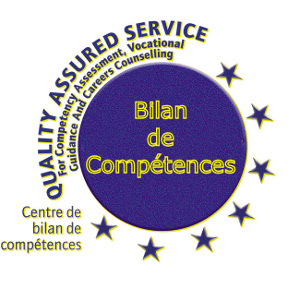 QUALITY ASSURED SERVICE
For Competency Assessment, Vocational
Guidance And Careers Counselling
Bilan
de
Compétences
Centre de
bilan de
compétences